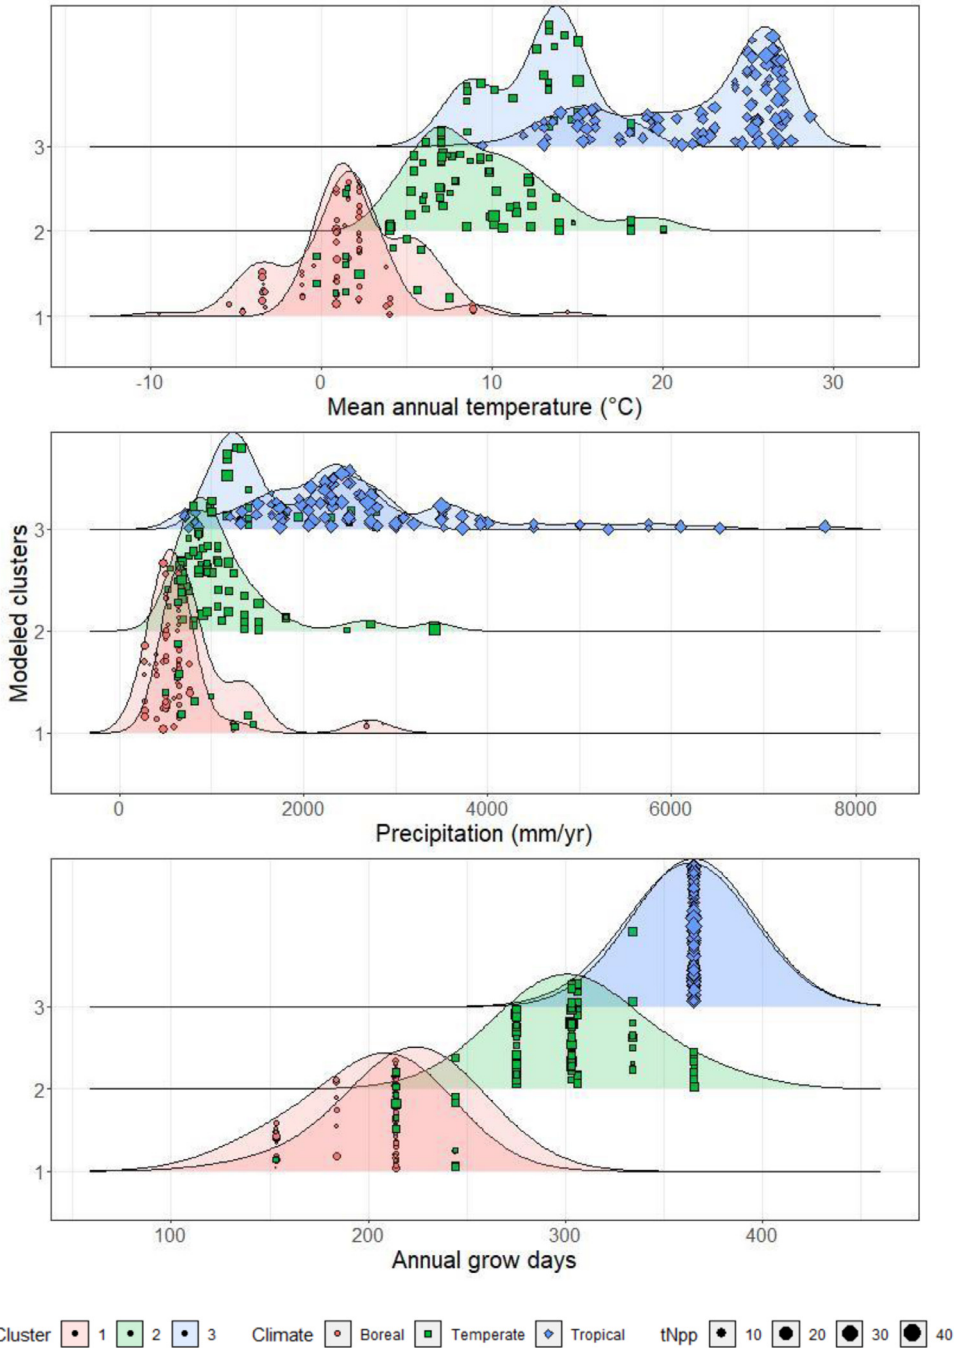 3
2
1
-10 0 10 20 30
Mean annual temperature (°C)
Modeled clusters
3
2
1
0 2000 4000 6000 8000
Precipitation (mm/yr)
3
2
1
100 200 300 400
Annual grow days
Cluster 1 2 3 Climate Boreal Temperate Tropical tNpp 10 20 30 40